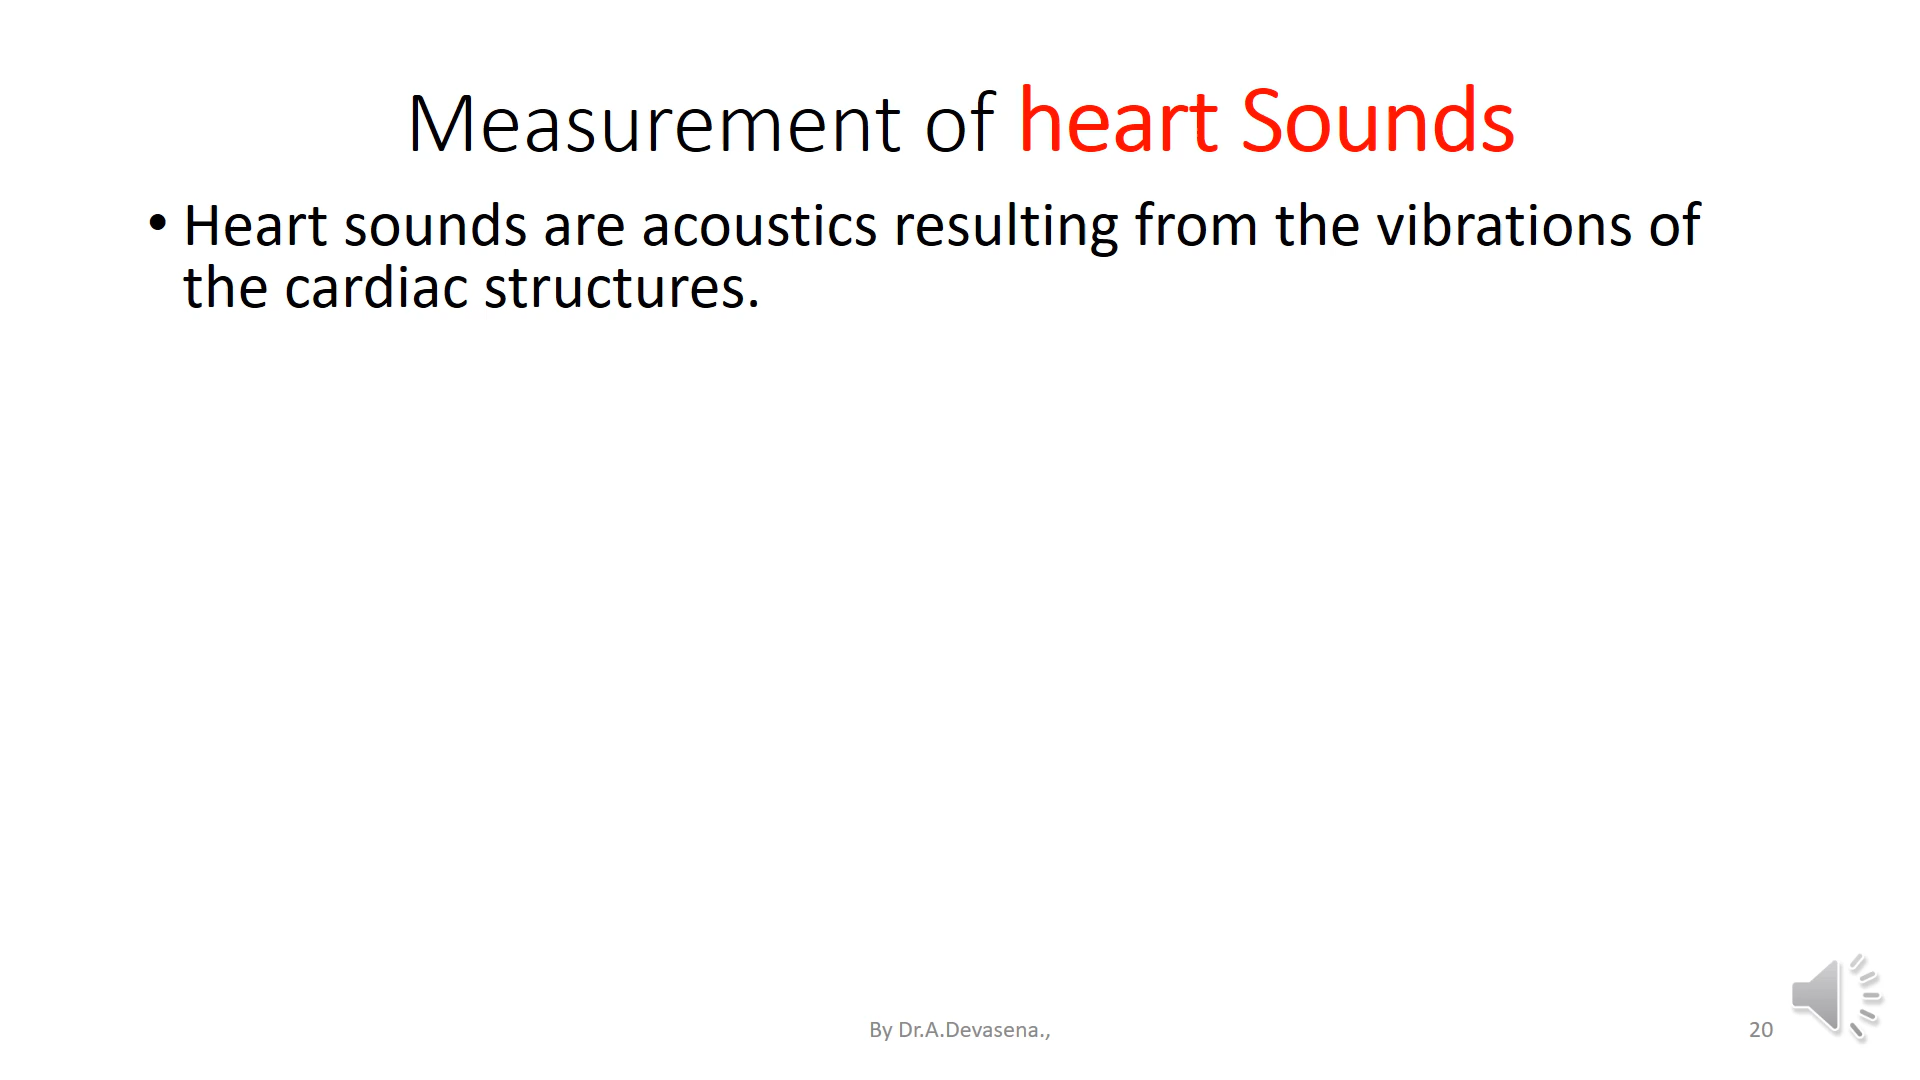 Measurement of heart Sounds
• Heart sounds are acoustics resulting from the vibrations of
the cardiac structures.
By Dr.A.Devasena.,
20